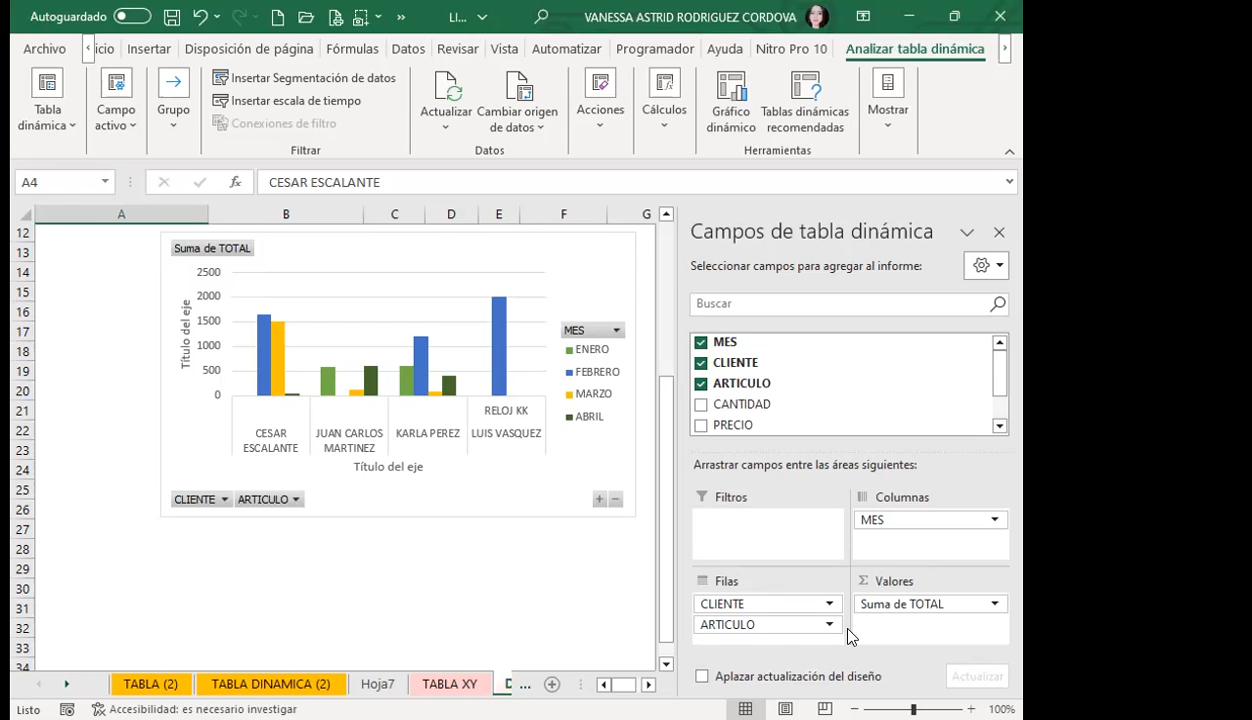 Autoguardado
LI...
VANESSA ASTRID RODRIGUEZ CORDOVA
Archivo
icio
Insertar
Disposición de página
Fórmulas
Datos
Revisar
Vista
Automatizar
Programador
Ayuda
Nitro Pro 10
Analizar tabla dinámica
Tabla dinámica
Campo activo
Grupo
Insertar Segmentación de datos
Insertar escala de tiempo
Conexiones de filtro
Filtrar
Actualizar
Cambiar origen de datos
Datos
Acciones
Cálculos
Gráfico dinámico
Tablas dinámicas recomendadas
Herramientas
Mostrar
A4
fx
CESAR ESCALANTE
A B C D E F G
12
13
14
15
16
17
18
19
20
21
22
23
24
25
26
27
28
29
30
31
32
33
34
Suma de TOTAL
2500
2000
1500
1000
500
0
Título del eje
RELOJ KK
CESAR ESCALANTE
JUAN CARLOS MARTINEZ
KARLA PEREZ
LUIS VASQUEZ
Título del eje
MES
ENERO
FEBRERO
MARZO
ABRIL
CLIENTE
ARTICULO
Campos de tabla dinámica
Seleccionar campos para agregar al informe:
Buscar
MES
CLIENTE
ARTICULO
CANTIDAD
PRECIO
Arrastrar campos entre las áreas siguientes:
Filtros
Columnas
MES
Filas
Valores
CLIENTE
Suma de TOTAL
ARTICULO
Aplazar actualización del diseño
Actualizar
TABLA (2)
TABLA DINAMICA (2)
Hoja7
TABLA XY
...
Listo
Accesibilidad: es necesario investigar
100%